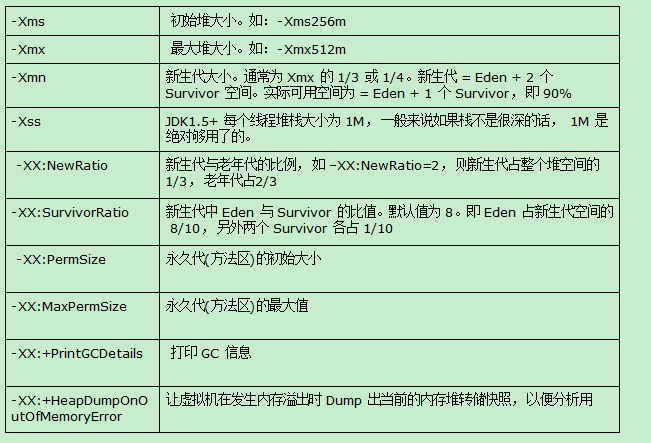 -Xms 初始堆大小。如：-Xms256m
-Xmx 最大堆大小。如：-Xmx512m
-Xmn 新生代大小。通常为 Xmx 的 1/3 或 1/4。新生代 = Eden + 2 个
Survivor 空间。实际可用空间为 = Eden + 1 个 Survivor，即 90%
-Xss JDK1.5+ 每个线程堆栈大小为 1M，一般来说如果栈不是很深的话， 1M 是
绝对够用了的。
-XX:NewRatio 新生代与老年代的比例，如 –XX:NewRatio=2，则新生代占整个堆空间的
1/3，老年代占2/3
-XX:SurvivorRatio 新生代中 Eden 与 Survivor 的比值。默认值为 8。即 Eden 占新生代空间的
8/10，另外两个 Survivor 各占 1/10
-XX:PermSize 永久代(方法区)的初始大小
-XX:MaxPermSize 永久代(方法区)的最大值
-XX:+PrintGCDetails 打印 GC 信息
-XX:+HeapDumpOnO 让虚拟机在发生内存溢出时 Dump 出当前的内存堆转储快照，以便分析用
utOfMemoryError